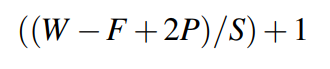 ((W − F + 2P)/S) + 1